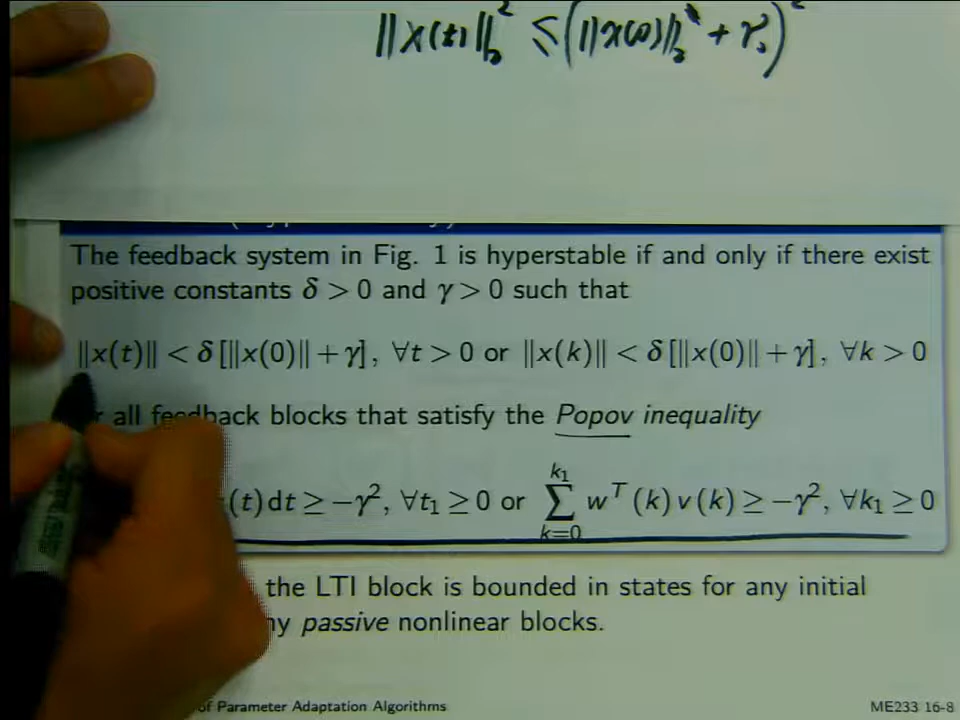 ‖x(t)‖₂² ≤ (‖x(0)‖₂ + γ₂)²
The feedback system in Fig. 1 is hyperstable if and only if there exist
positive constants δ > 0 and γ > 0 such that
‖x(t)‖ < δ[‖x(0)‖ + γ], ∀t > 0 or ‖x(k)‖ < δ[‖x(0)‖ + γ], ∀k > 0
all feedback blocks that satisfy the Popov inequality
(t)dt ≥ −γ², ∀t₁ ≥ 0 or ∑_{k=0}^{k₁} wᵀ(k)v(k) ≥ −γ², ∀k₁ ≥ 0
the LTI block is bounded in states for any initial
passive nonlinear blocks.
of Parameter Adaptation Algorithms
ME233 16-8